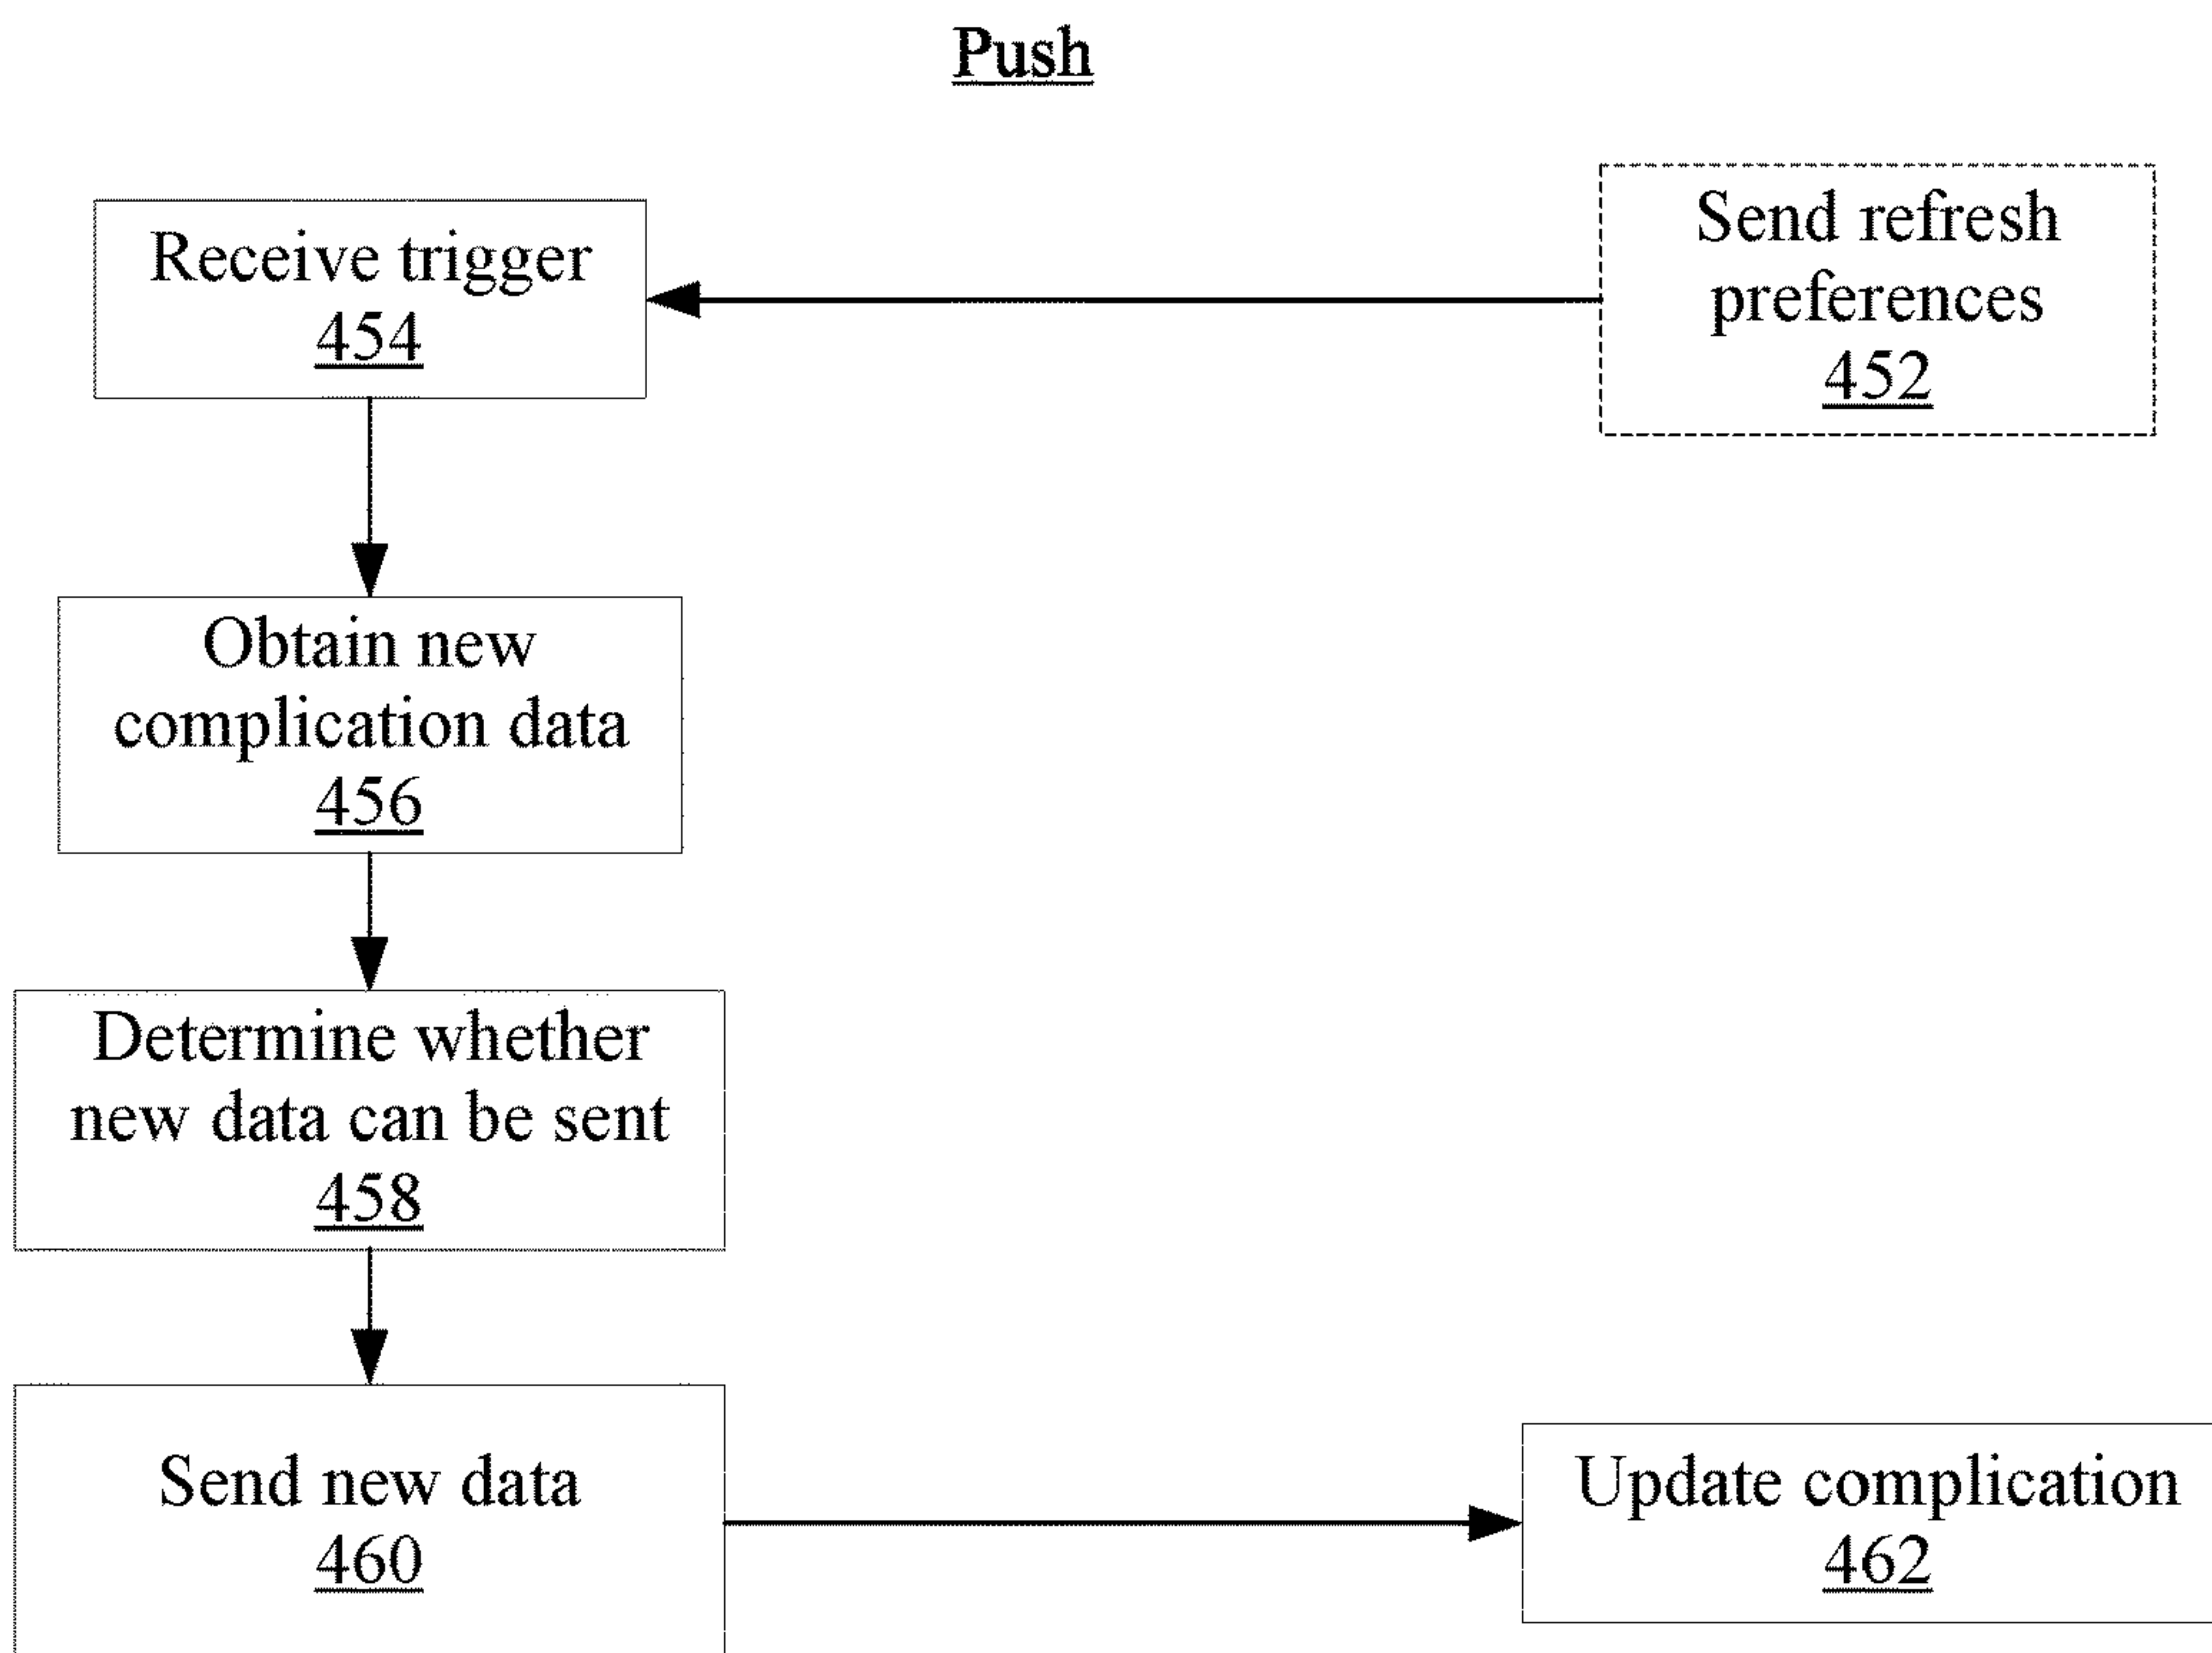 Push
Receive trigger
454
Send refresh
preferences
452
Obtain new
complication data
456
Determine whether
new data can be sent
458
Send new data
460
Update complication
462